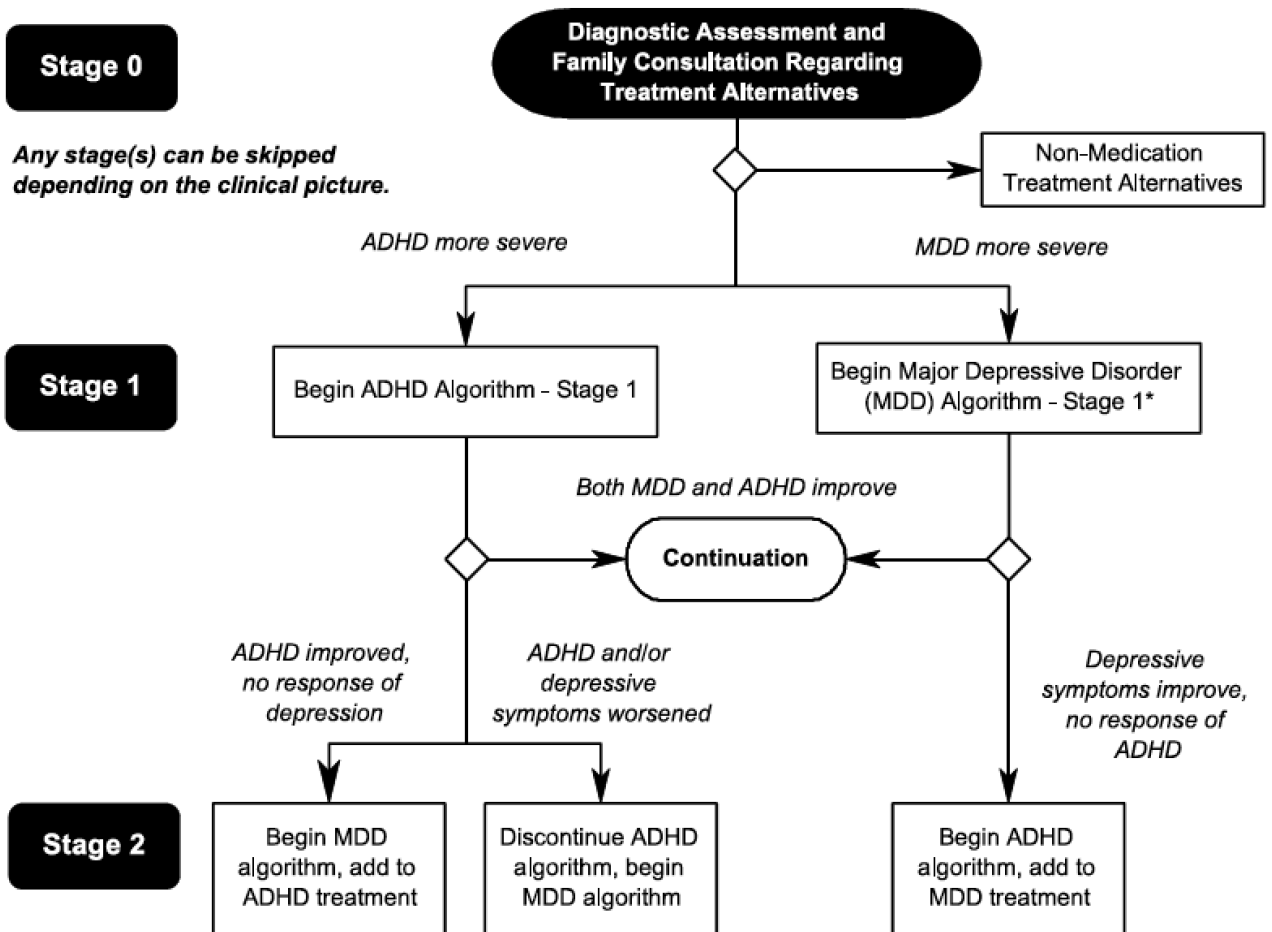 Stage 0
Diagnostic Assessment and
Family Consultation Regarding
Treatment Alternatives
Any stage(s) can be skipped
depending on the clinical picture.
Non-Medication
Treatment Alternatives
ADHD more severe
MDD more severe
Stage 1
Begin ADHD Algorithm - Stage 1
Begin Major Depressive Disorder
(MDD) Algorithm - Stage 1*
Both MDD and ADHD improve
Continuation
ADHD improved,
no response of
depression
ADHD and/or
depressive
symptoms worsened
Depressive
symptoms improve,
no response of
ADHD
Stage 2
Begin MDD
algorithm, add to
ADHD treatment
Discontinue ADHD
algorithm, begin
MDD algorithm
Begin ADHD
algorithm, add to
MDD treatment